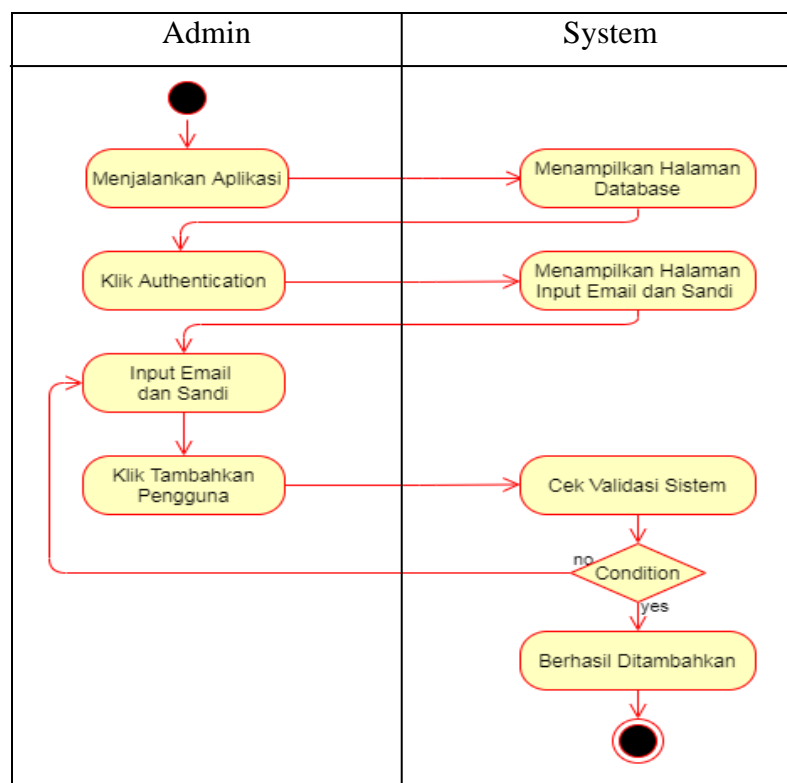 Admin
System
Menjalankan Aplikasi
Menampilkan Halaman
Database
Klik Authentication
Menampilkan Halaman
Input Email dan Sandi
Input Email
dan Sandi
Klik Tambahkan
Pengguna
Cek Validasi Sistem
no
Condition
yes
Berhasil Ditambahkan